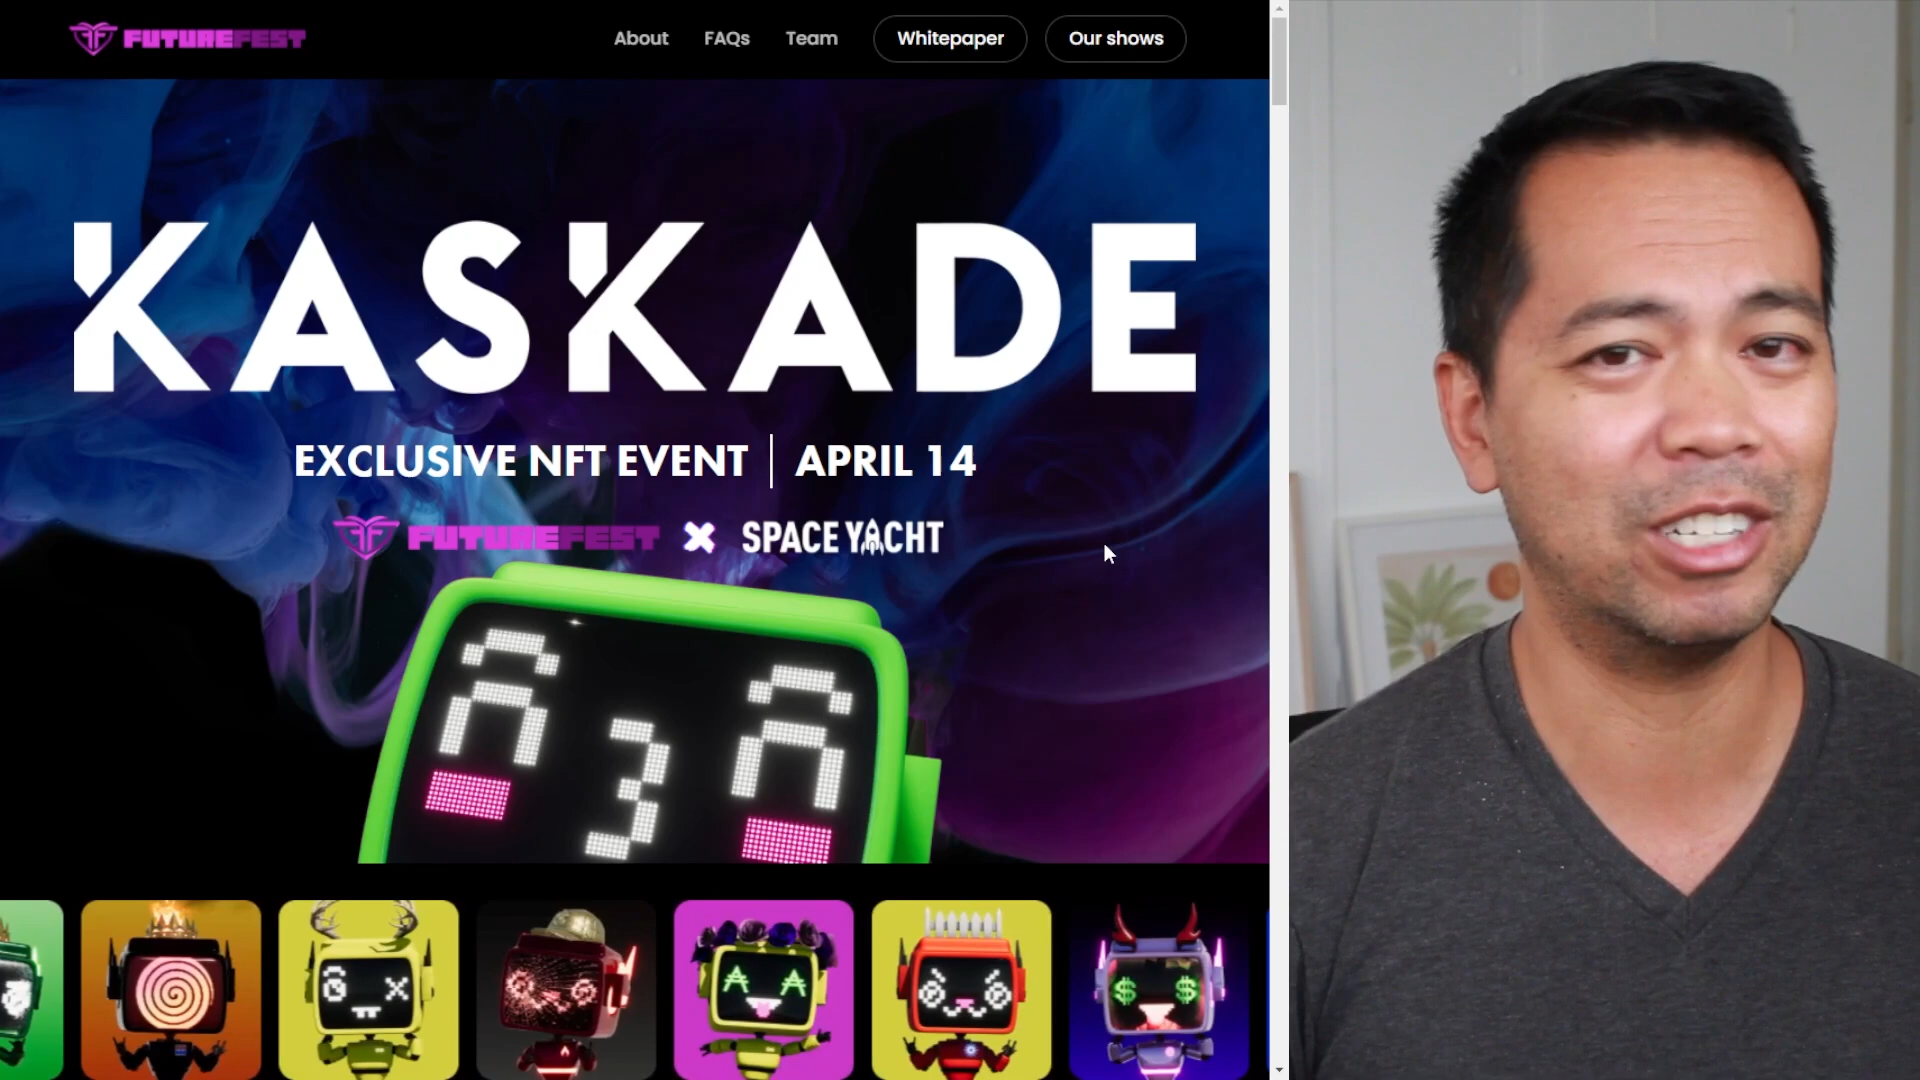 FUTUREFEST
About FAQs Team Whitepaper Our shows
KASKADE
EXCLUSIVE NFT EVENT | APRIL 14
FUTUREFEST X SPACE YACHT